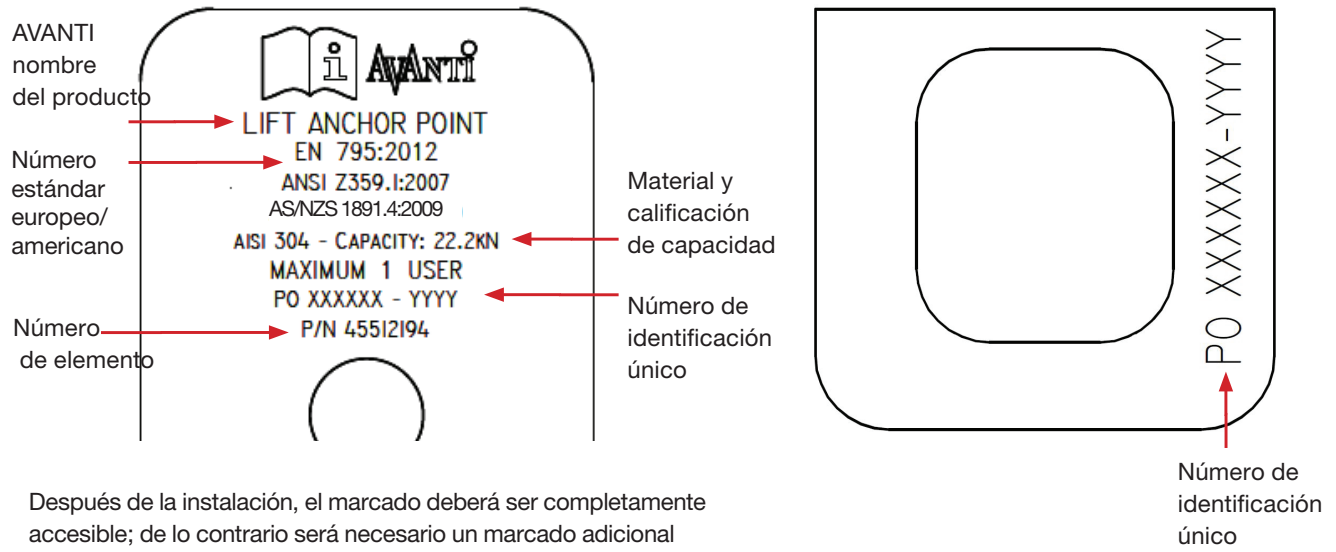 AVANTI
nombre
del producto
Número
estándar
europeo/
americano
Número
de elemento
i AVANTi
LIFT ANCHOR POINT
EN 795:2012
ANSI Z359.1:2007
AS/NZS 1891.4:2009
AISI 304 - CAPACITY: 22.2KN
MAXIMUM 1 USER
PO XXXXXX - YYYY
P/N 45512194
Material y
calificación
de capacidad
Número de
identificación
único
PO XXXXXX-YYYY
Número de
identificación
único
Después de la instalación, el marcado deberá ser completamente
accesible; de lo contrario será necesario un marcado adicional